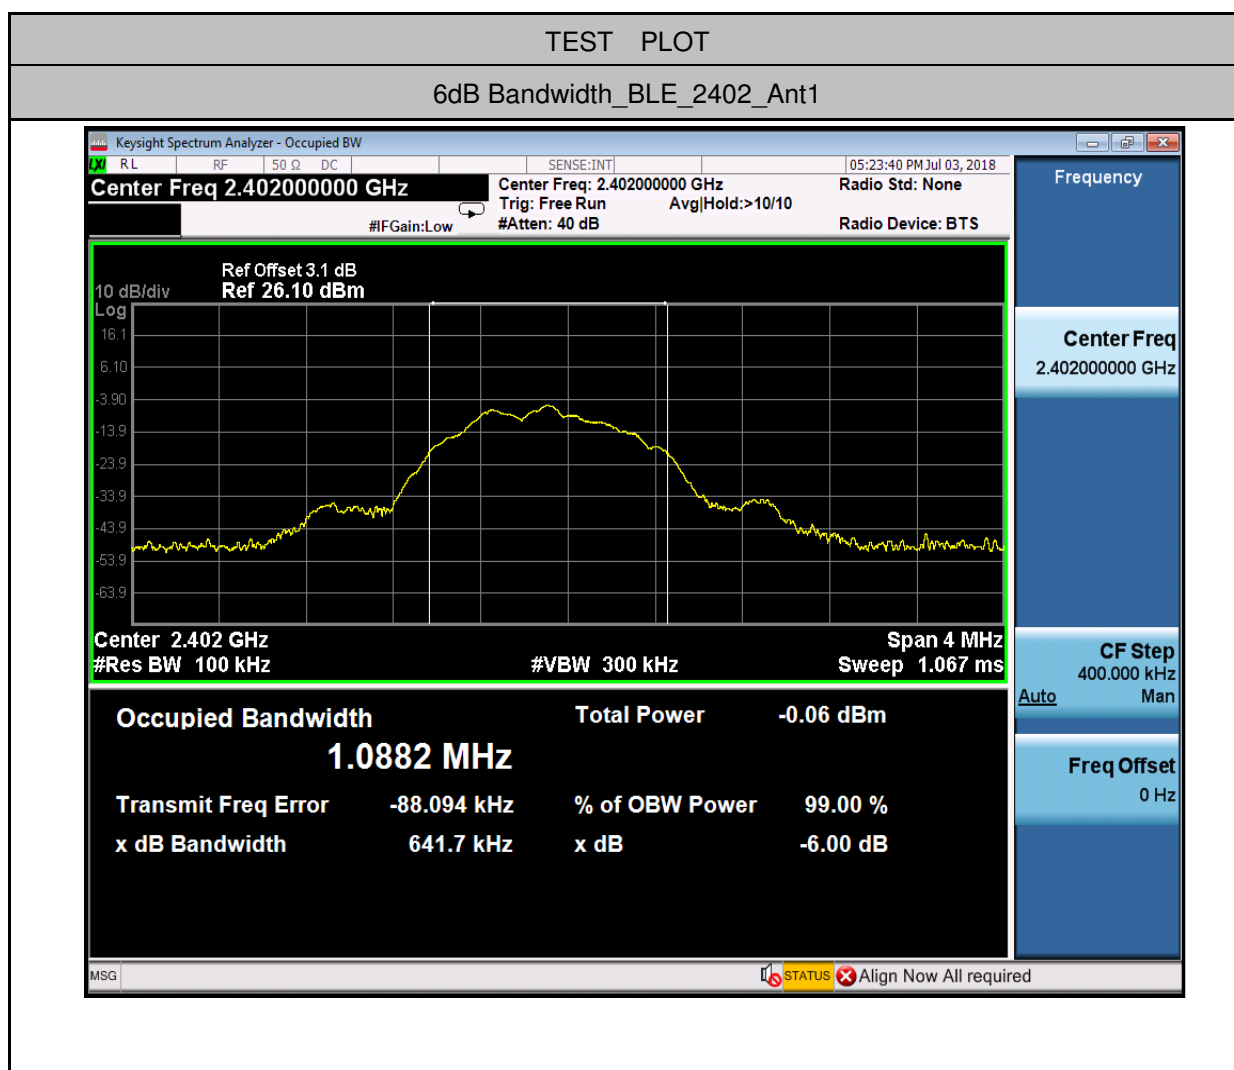 TEST PLOT
6dB Bandwidth_BLE_2402_Ant1
Keysight Spectrum Analyzer - Occupied BW
LXI RL RF 50 Ω DC SENSE:INT 05:23:40 PM Jul 03, 2018
Center Freq 2.402000000 GHz
Center Freq: 2.402000000 GHz
Radio Std: None
Trig: Free Run Avg|Hold:>10/10
#IFGain:Low
#Atten: 40 dB
Radio Device: BTS
Ref Offset 3.1 dB
10 dB/div Ref 26.10 dBm
Log
16.1
6.10
-3.90
-13.9
-23.9
-33.9
-43.9
-53.9
-63.9
Center 2.402 GHz Span 4 MHz
#Res BW 100 kHz #VBW 300 kHz Sweep 1.067 ms
Occupied Bandwidth Total Power -0.06 dBm
1.0882 MHz
Transmit Freq Error -88.094 kHz % of OBW Power 99.00 %
x dB Bandwidth 641.7 kHz x dB -6.00 dB
Frequency
Center Freq
2.402000000 GHz
CF Step
400.000 kHz
Auto Man
Freq Offset
0 Hz
MSG STATUS Align Now All required